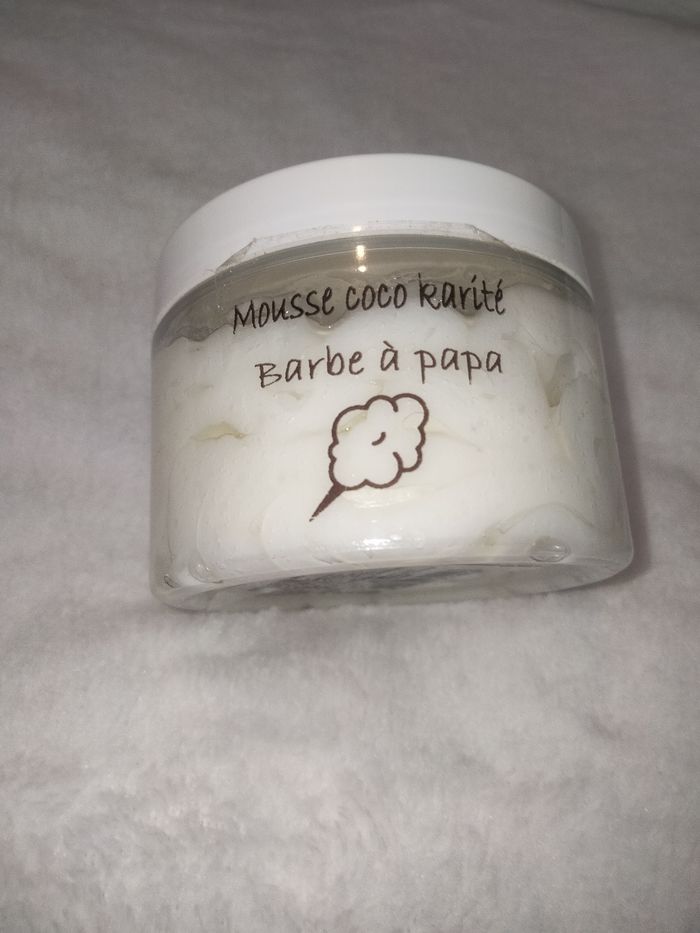 Mousse coco karité
Barbe à papa